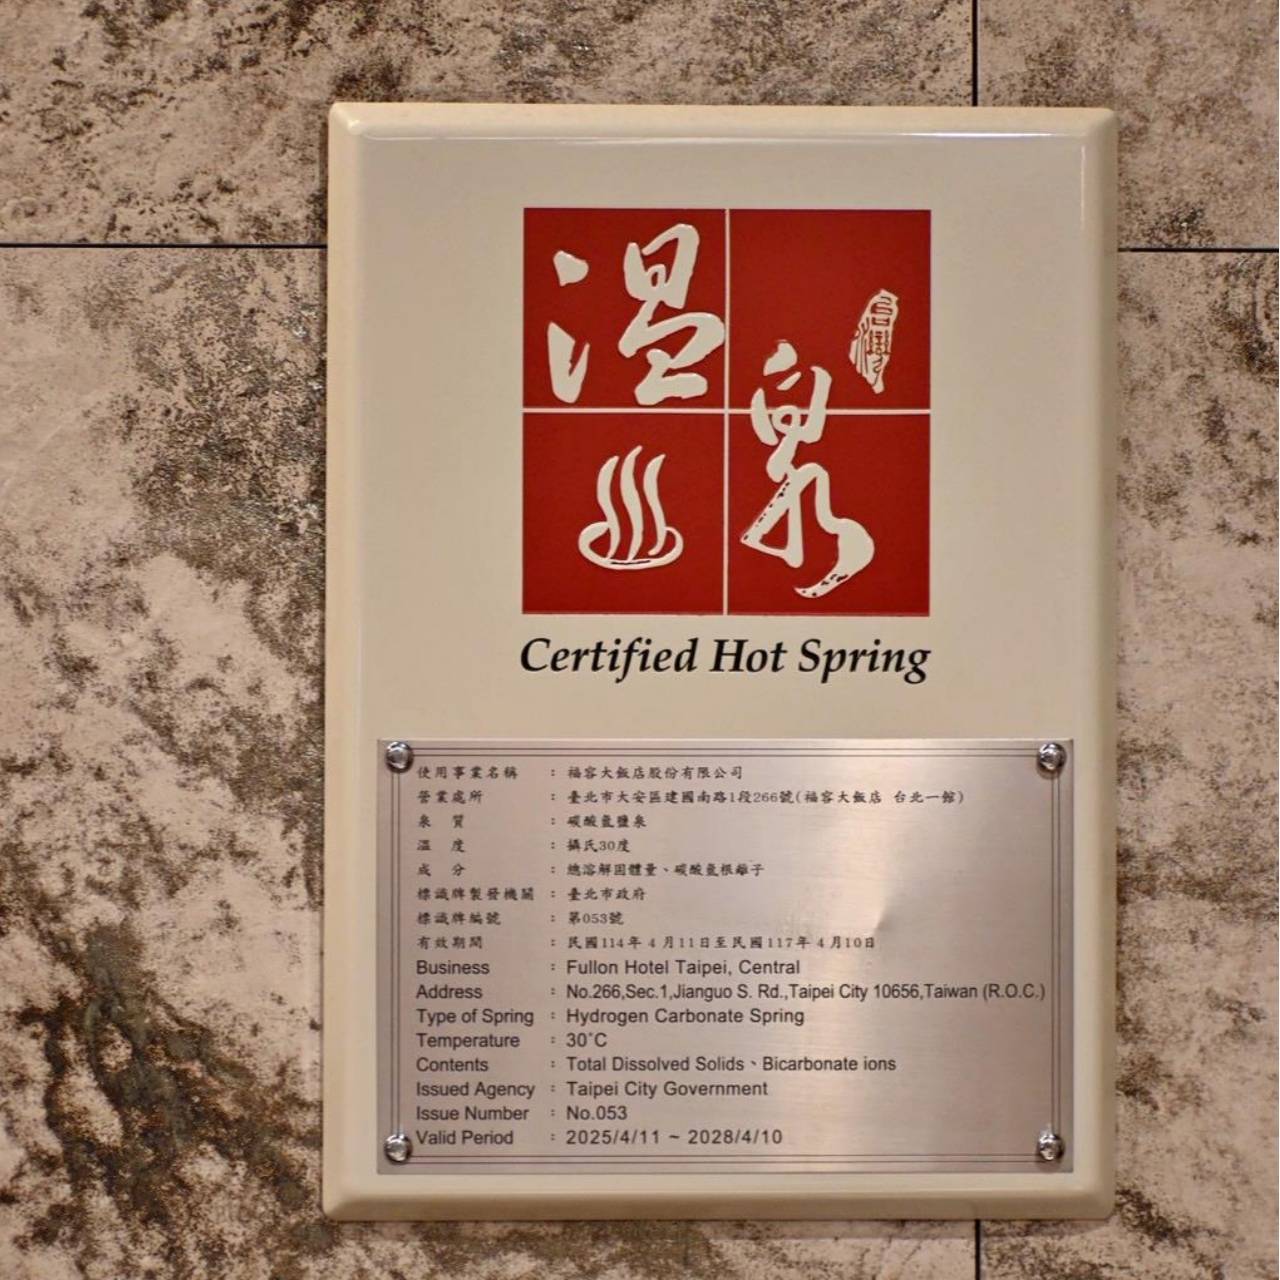 溫泉
台灣
Certified Hot Spring
使用事業名稱 : 福容大飯店股份有限公司
營業處所 : 臺北市大安區建國南路1段266號(福容大飯店 台北一館)
泉 質 : 碳酸氫鹽泉
溫 度 : 攝氏30度
成 分 : 總溶解固體量、碳酸氫根離子
標識牌製發機關 : 臺北市政府
標識牌編號 : 第053號
有效期間 : 民國114年4月11日至民國117年4月10日
Business : Fullon Hotel Taipei, Central
Address : No.266,Sec.1,Jianguo S. Rd.,Taipei City 10656,Taiwan (R.O.C.)
Type of Spring : Hydrogen Carbonate Spring
Temperature : 30˚C
Contents : Total Dissolved Solids、Bicarbonate ions
Issued Agency : Taipei City Government
Issue Number : No.053
Valid Period : 2025/4/11 ~ 2028/4/10